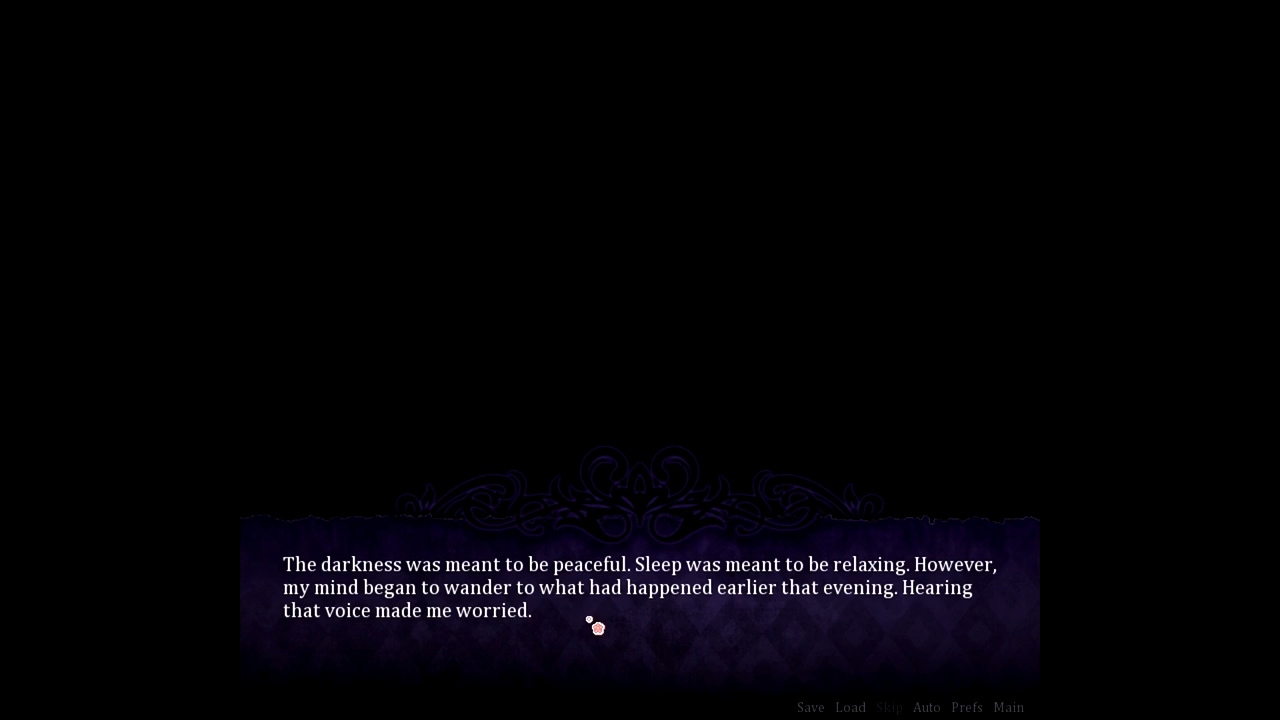 The darkness was meant to be peaceful. Sleep was meant to be relaxing. However,
my mind began to wander to what had happened earlier that evening. Hearing
that voice made me worried.
Save Load Skip Auto Prefs Main